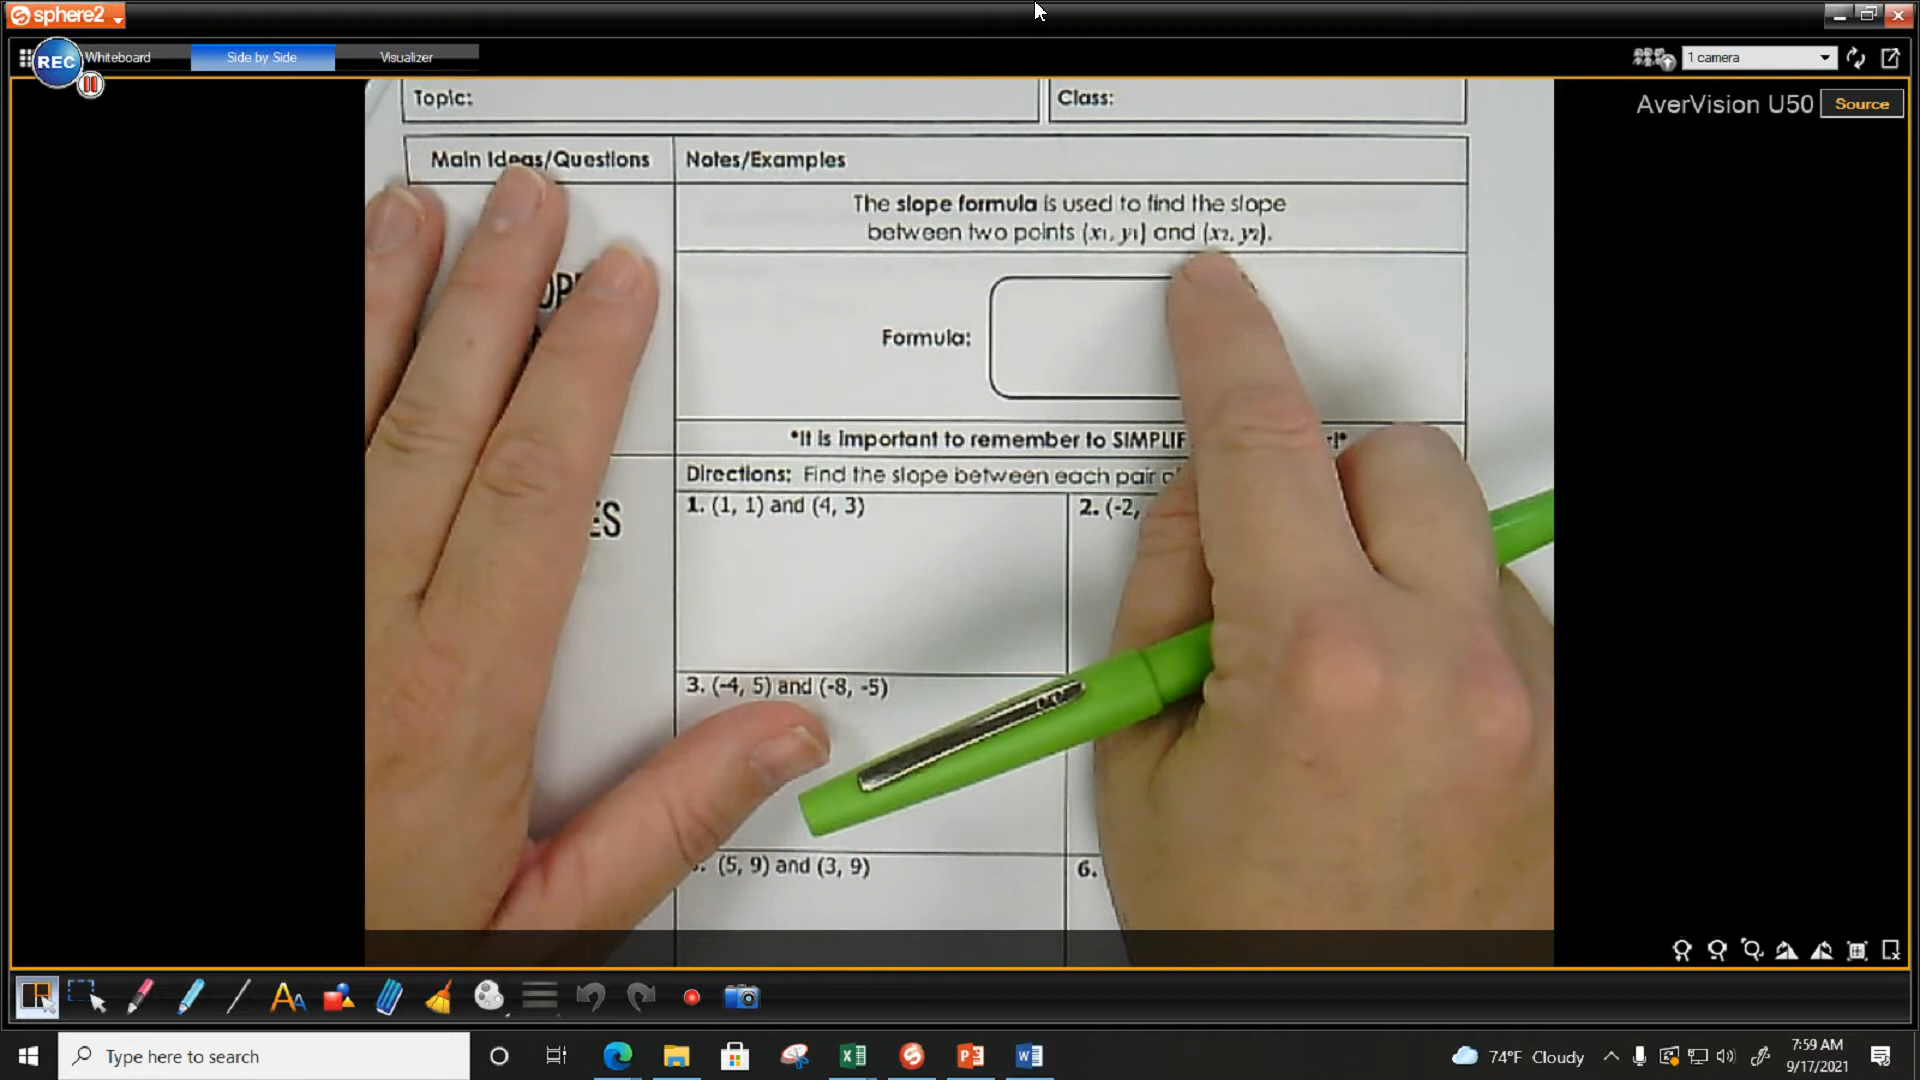 sphere2
REC
Whiteboard
Side by Side
Visualizer
1 camera
AverVision U50
Source
Topic:
Class:
Main Ideas/Questions
Notes/Examples
The slope formula is used to find the slope
between two points (x1, y1) and (x2, y2).
Formula:
*It is important to remember to
Directions: Find the slope between each pair
1. (1, 1) and (4, 3)
2. (-2,
3. (-4, 5) and (-8, -5)
(5, 9) and (3, 9)
6.
Type here to search
74°F Cloudy
7:59 AM
9/17/2021